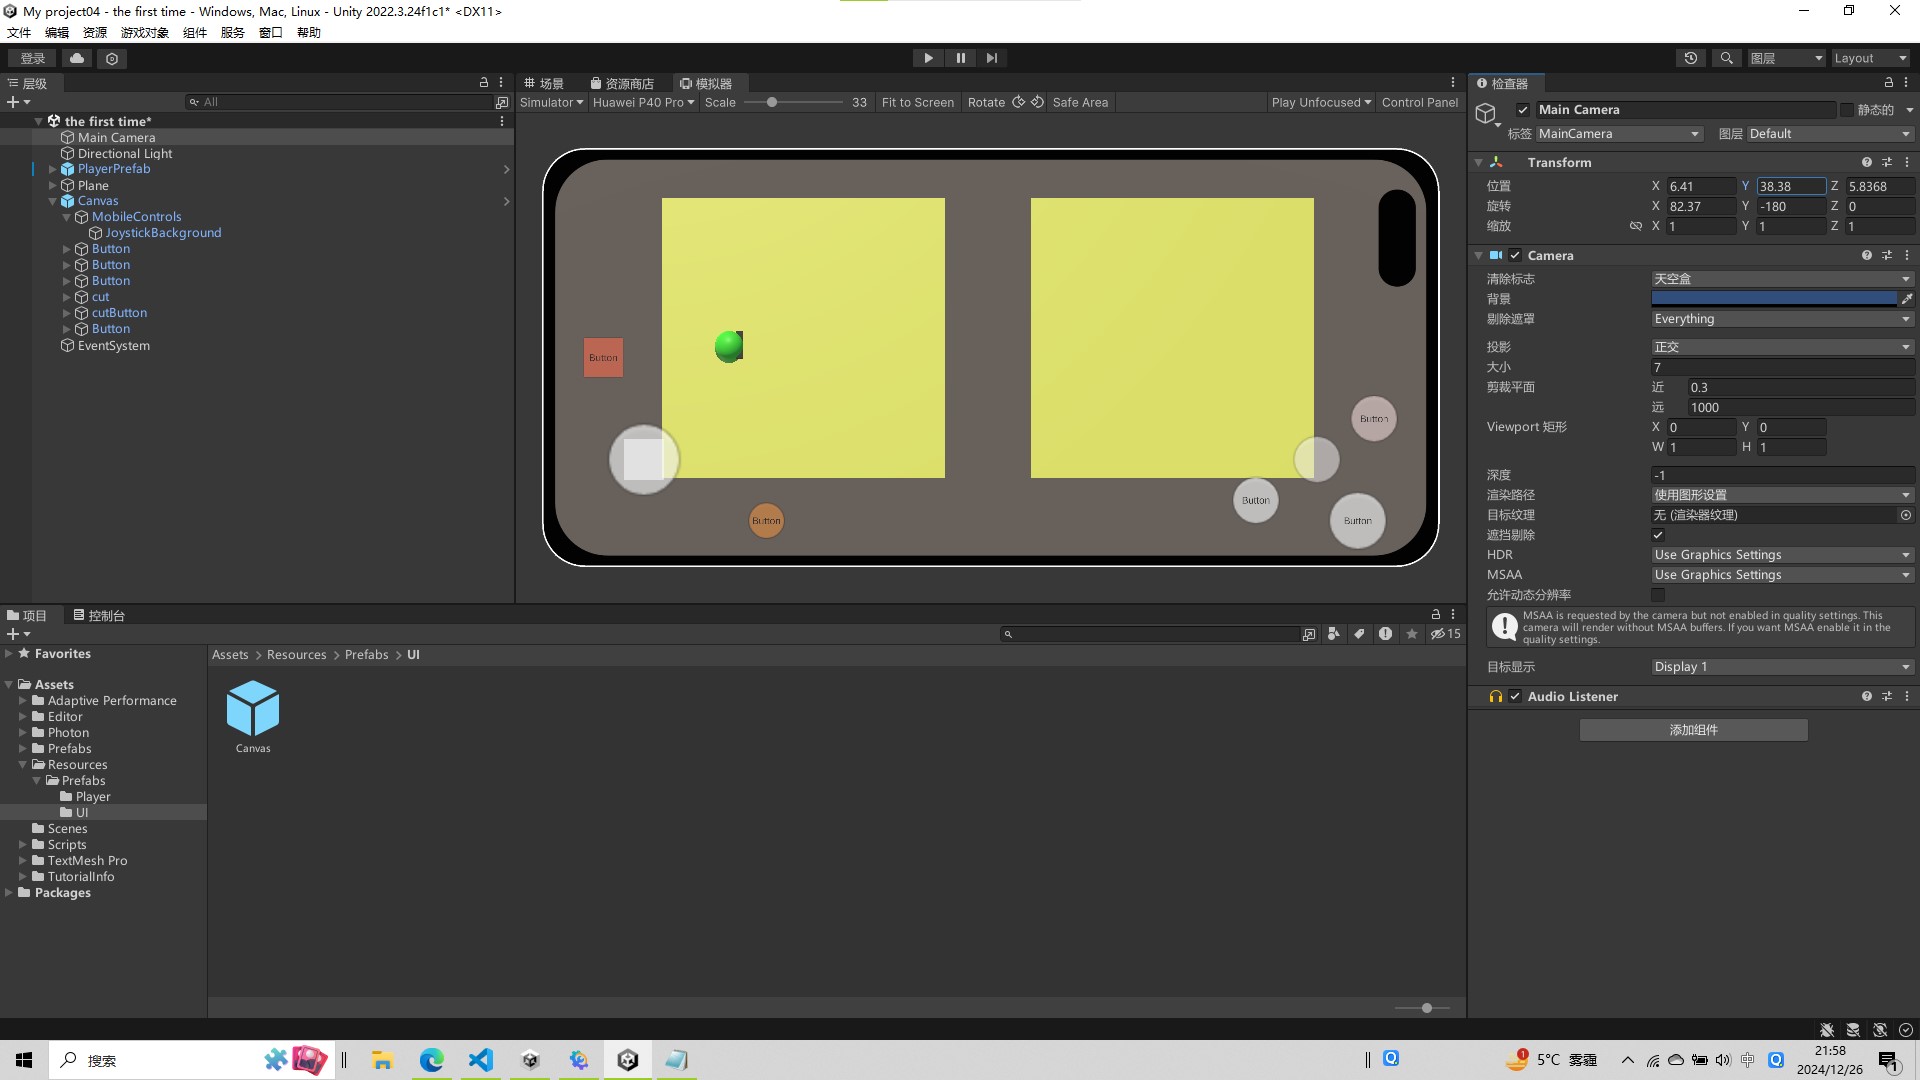 My project04 - the first time - Windows, Mac, Linux - Unity 2022.3.24f1c1* <DX11>
文件 编辑 资源 游戏对象 组件 服务 窗口 帮助
登录
图层 Layout
层级
All
the first time*
Main Camera
Directional Light
PlayerPrefab
Plane
Canvas
MobileControls
JoystickBackground
Button
Button
Button
cut
cutButton
Button
EventSystem
场景 资源商店 模拟器
Simulator Huawei P40 Pro Scale 33 Fit to Screen Rotate Safe Area Play Unfocused Control Panel
Button
Button
Button
Button
Button
检查器
Main Camera 静态的
标签 MainCamera 图层 Default
Transform
位置 X 6.41 Y 38.38 Z 5.8368
旋转 X 82.37 Y -180 Z 0
缩放 X 1 Y 1 Z 1
Camera
清除标志 天空盒
背景
剔除遮罩 Everything
投影 正交
大小 7
剪裁平面 近 0.3
远 1000
Viewport 矩形 X 0 Y 0
W 1 H 1
深度 -1
渲染路径 使用图形设置
目标纹理 无 (渲染器纹理)
遮挡剔除
HDR Use Graphics Settings
MSAA Use Graphics Settings
允许动态分辨率
MSAA is requested by the camera but not enabled in quality settings. This
camera will render without MSAA buffers. If you want MSAA enable it in the
quality settings.
目标显示 Display 1
Audio Listener
添加组件
项目 控制台
15
Favorites
Assets
Adaptive Performance
Editor
Photon
Prefabs
Resources
Prefabs
Player
UI
Scenes
Scripts
TextMesh Pro
TutorialInfo
Packages
Assets > Resources > Prefabs > UI
Canvas
搜索
1
5°C 雾霾
中
21:58
2024/12/26
1